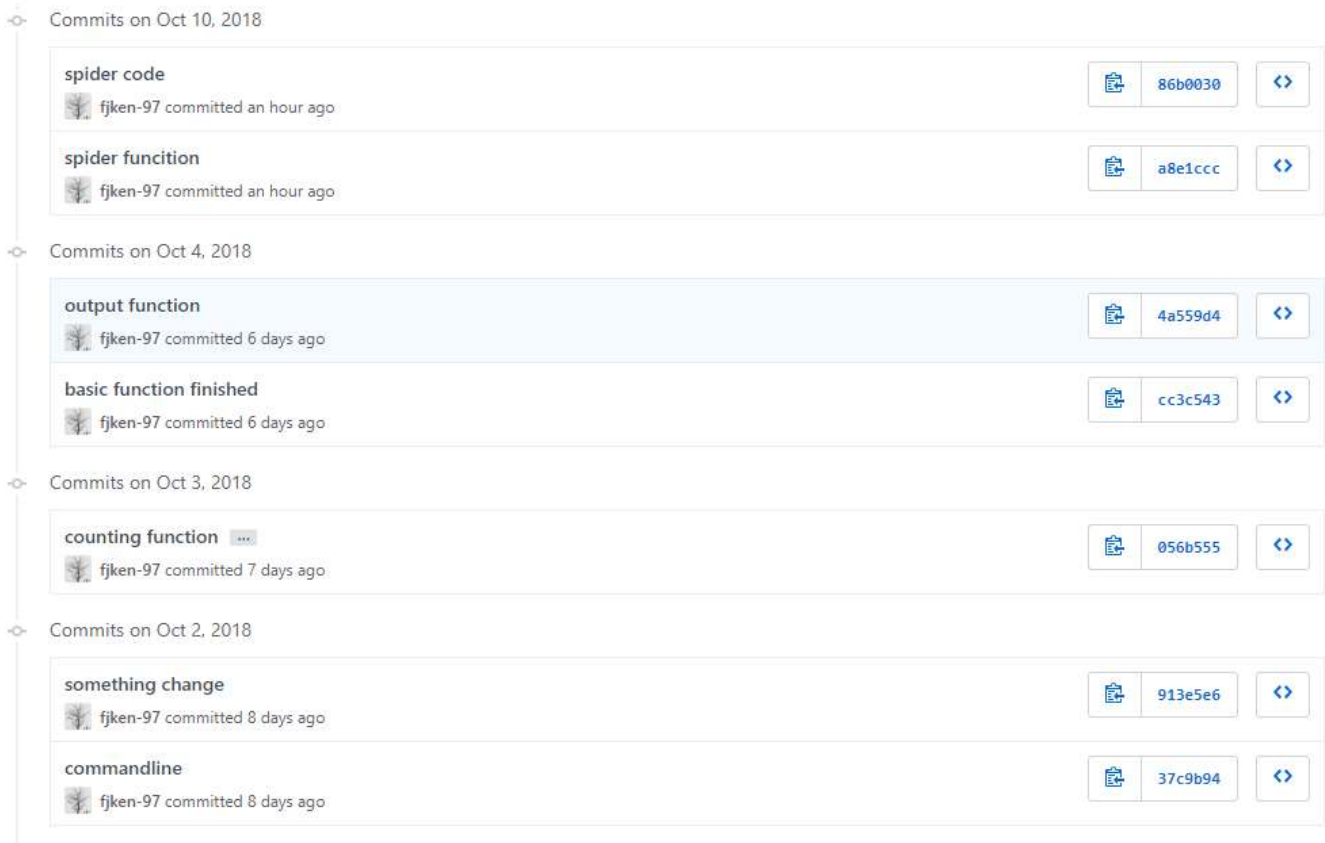 Commits on Oct 10, 2018
spider code
86b0030
fjken-97 committed an hour ago
spider funcition
a8e1ccc
fjken-97 committed an hour ago
Commits on Oct 4, 2018
output function
4a559d4
fjken-97 committed 6 days ago
basic function finished
cc3c543
fjken-97 committed 6 days ago
Commits on Oct 3, 2018
counting function ...
056b555
fjken-97 committed 7 days ago
Commits on Oct 2, 2018
something change
913e5e6
fjken-97 committed 8 days ago
commandline
37c9b94
fjken-97 committed 8 days ago